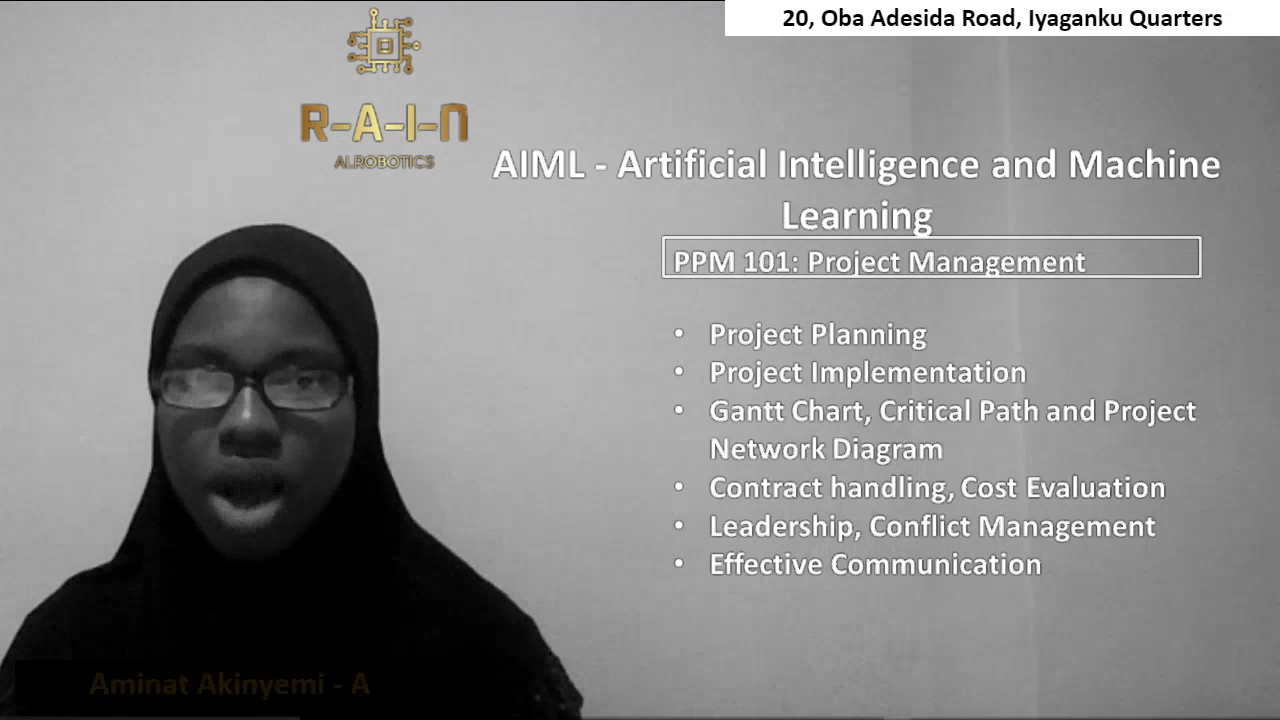 20, Oba Adesida Road, Iyaganku Quarters
R-A-I-N
AI.ROBOTICS
AIML - Artificial Intelligence and Machine
Learning
PPM 101: Project Management
• Project Planning
• Project Implementation
• Gantt Chart, Critical Path and Project
Network Diagram
• Contract handling, Cost Evaluation
• Leadership, Conflict Management
• Effective Communication
Aminat Akinyemi - A